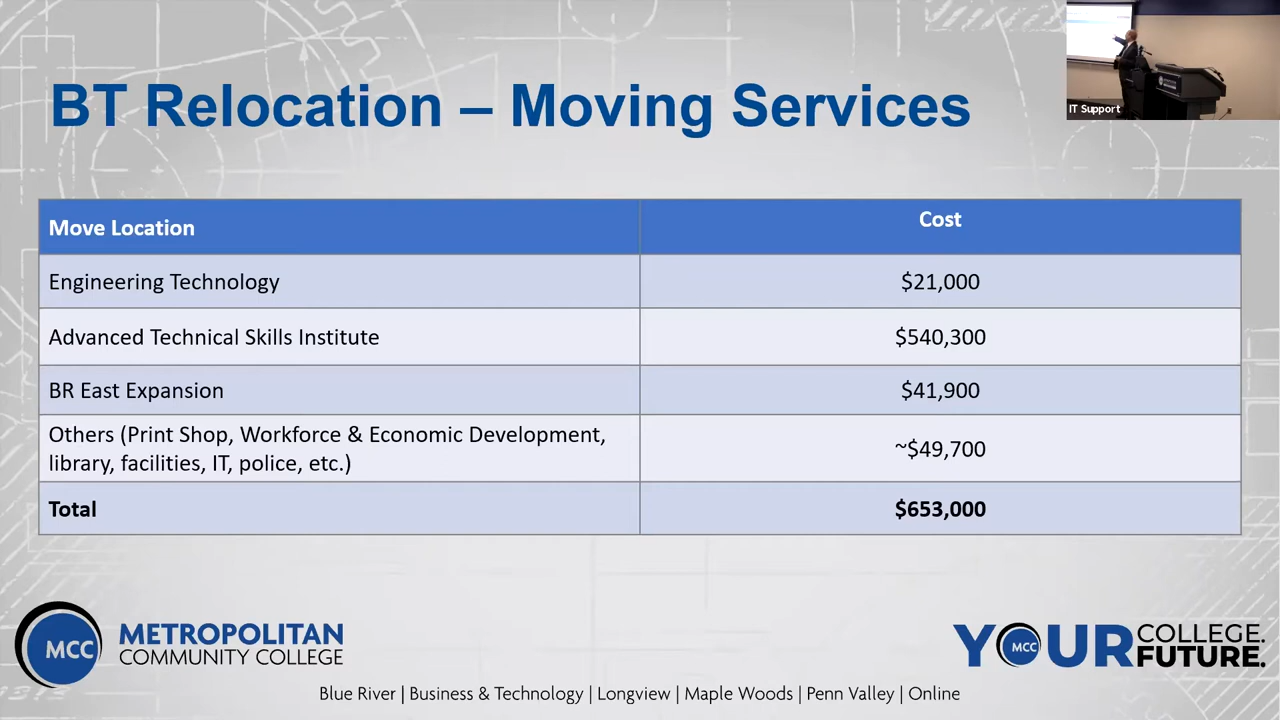 BT Relocation – Moving Services
IT Support
Move Location
Cost
Engineering Technology
$21,000
Advanced Technical Skills Institute
$540,300
BR East Expansion
$41,900
Others (Print Shop, Workforce & Economic Development,
library, facilities, IT, police, etc.)
~$49,700
Total
$653,000
MCC
METROPOLITAN
COMMUNITY COLLEGE
YOUR COLLEGE.
MCC
FUTURE.
Blue River | Business & Technology | Longview | Maple Woods | Penn Valley | Online